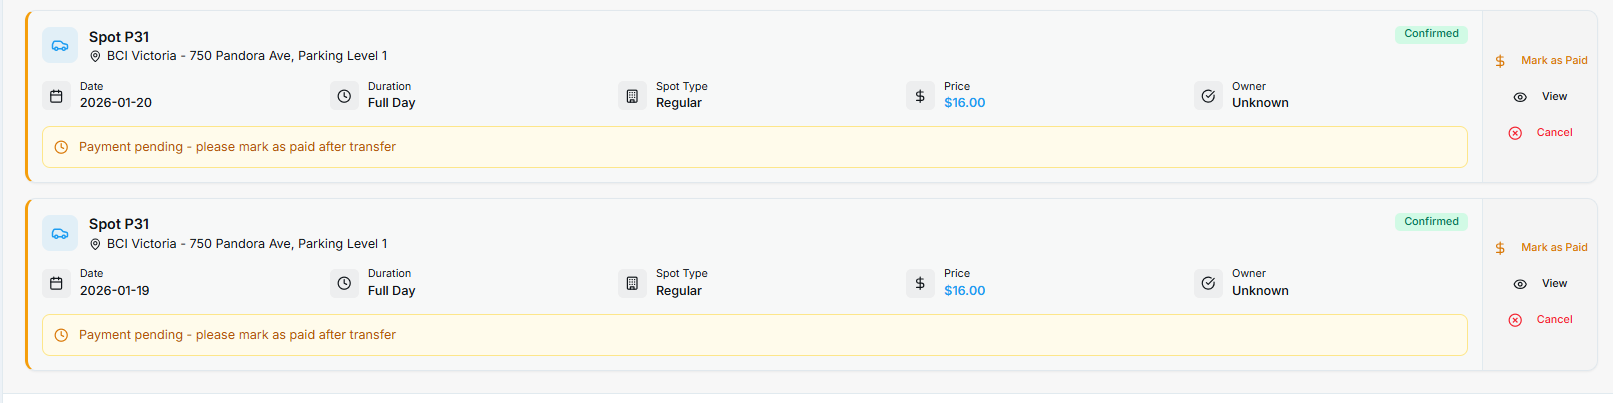 Spot P31
Confirmed
BCI Victoria - 750 Pandora Ave, Parking Level 1
Mark as Paid
Date
Duration
Spot Type
Price
Owner
2026-01-20
Full Day
Regular
$16.00
Unknown
View
Cancel
Payment pending - please mark as paid after transfer
Spot P31
Confirmed
BCI Victoria - 750 Pandora Ave, Parking Level 1
Mark as Paid
Date
Duration
Spot Type
Price
Owner
2026-01-19
Full Day
Regular
$16.00
Unknown
View
Cancel
Payment pending - please mark as paid after transfer